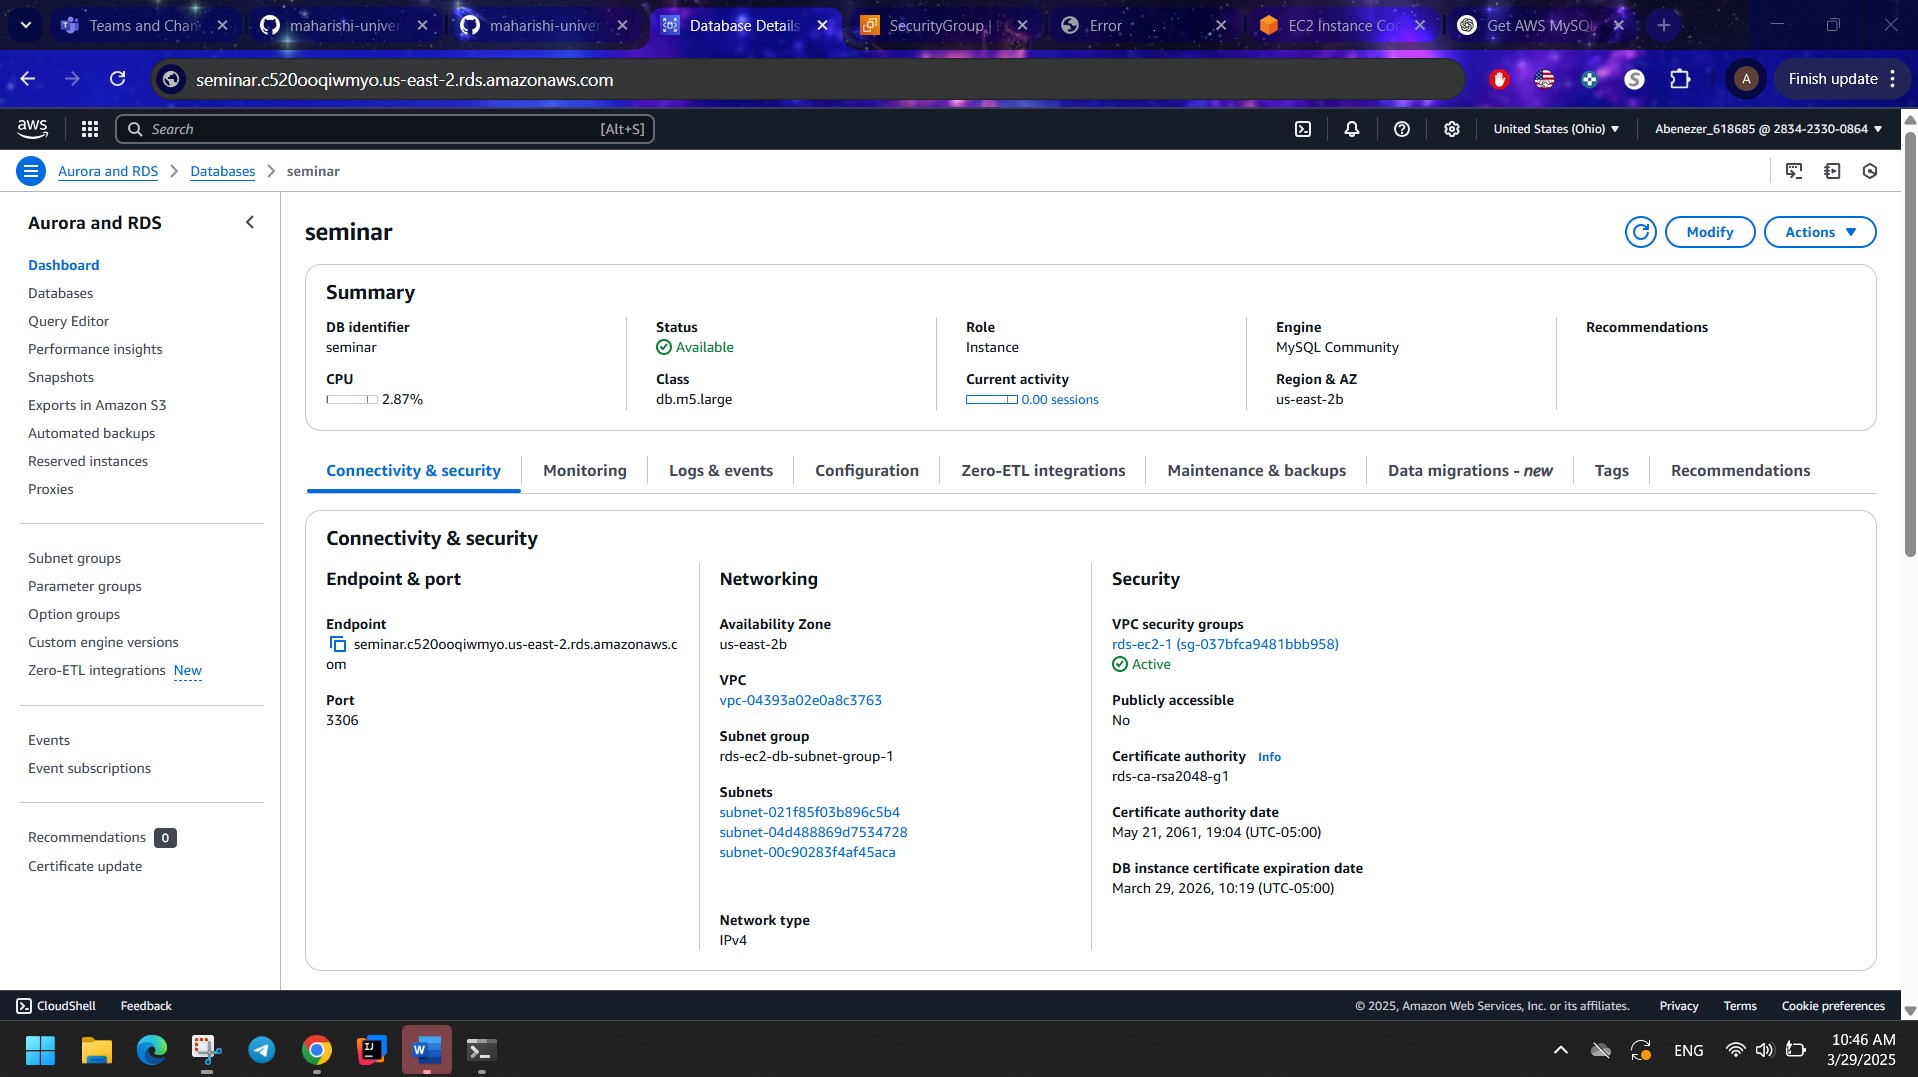 Teams and Chan
maharishi-univer
maharishi-univer
Database Details
SecurityGroup | E
Error
EC2 Instance Co
Get AWS MySQL
seminar.c520ooqiwmyo.us-east-2.rds.amazonaws.com
A
Finish update
aws
Search
[Alt+S]
United States (Ohio)
Abenezer_618685 @ 2834-2330-0864
Aurora and RDS
Databases
seminar
Aurora and RDS
Dashboard
Databases
Query Editor
Performance insights
Snapshots
Exports in Amazon S3
Automated backups
Reserved instances
Proxies
Subnet groups
Parameter groups
Option groups
Custom engine versions
Zero-ETL integrations New
Events
Event subscriptions
Recommendations 0
Certificate update
seminar
Modify
Actions
Summary
DB identifier
seminar
CPU
2.87%
Status
Available
Class
db.m5.large
Role
Instance
Current activity
0.00 sessions
Engine
MySQL Community
Region & AZ
us-east-2b
Recommendations
Connectivity & security
Monitoring
Logs & events
Configuration
Zero-ETL integrations
Maintenance & backups
Data migrations - new
Tags
Recommendations
Connectivity & security
Endpoint & port
Endpoint
seminar.c520ooqiwmyo.us-east-2.rds.amazonaws.c
om
Port
3306
Networking
Availability Zone
us-east-2b
VPC
vpc-04393a02e0a8c3763
Subnet group
rds-ec2-db-subnet-group-1
Subnets
subnet-021f85f03b896c5b4
subnet-04d488869d7534728
subnet-00c90283f4af45aca
Network type
IPv4
Security
VPC security groups
rds-ec2-1 (sg-037bfca9481bbb958)
Active
Publicly accessible
No
Certificate authority Info
rds-ca-rsa2048-g1
Certificate authority date
May 21, 2061, 19:04 (UTC-05:00)
DB instance certificate expiration date
March 29, 2026, 10:19 (UTC-05:00)
CloudShell
Feedback
© 2025, Amazon Web Services, Inc. or its affiliates.
Privacy
Terms
Cookie preferences
ENG
10:46 AM
3/29/2025